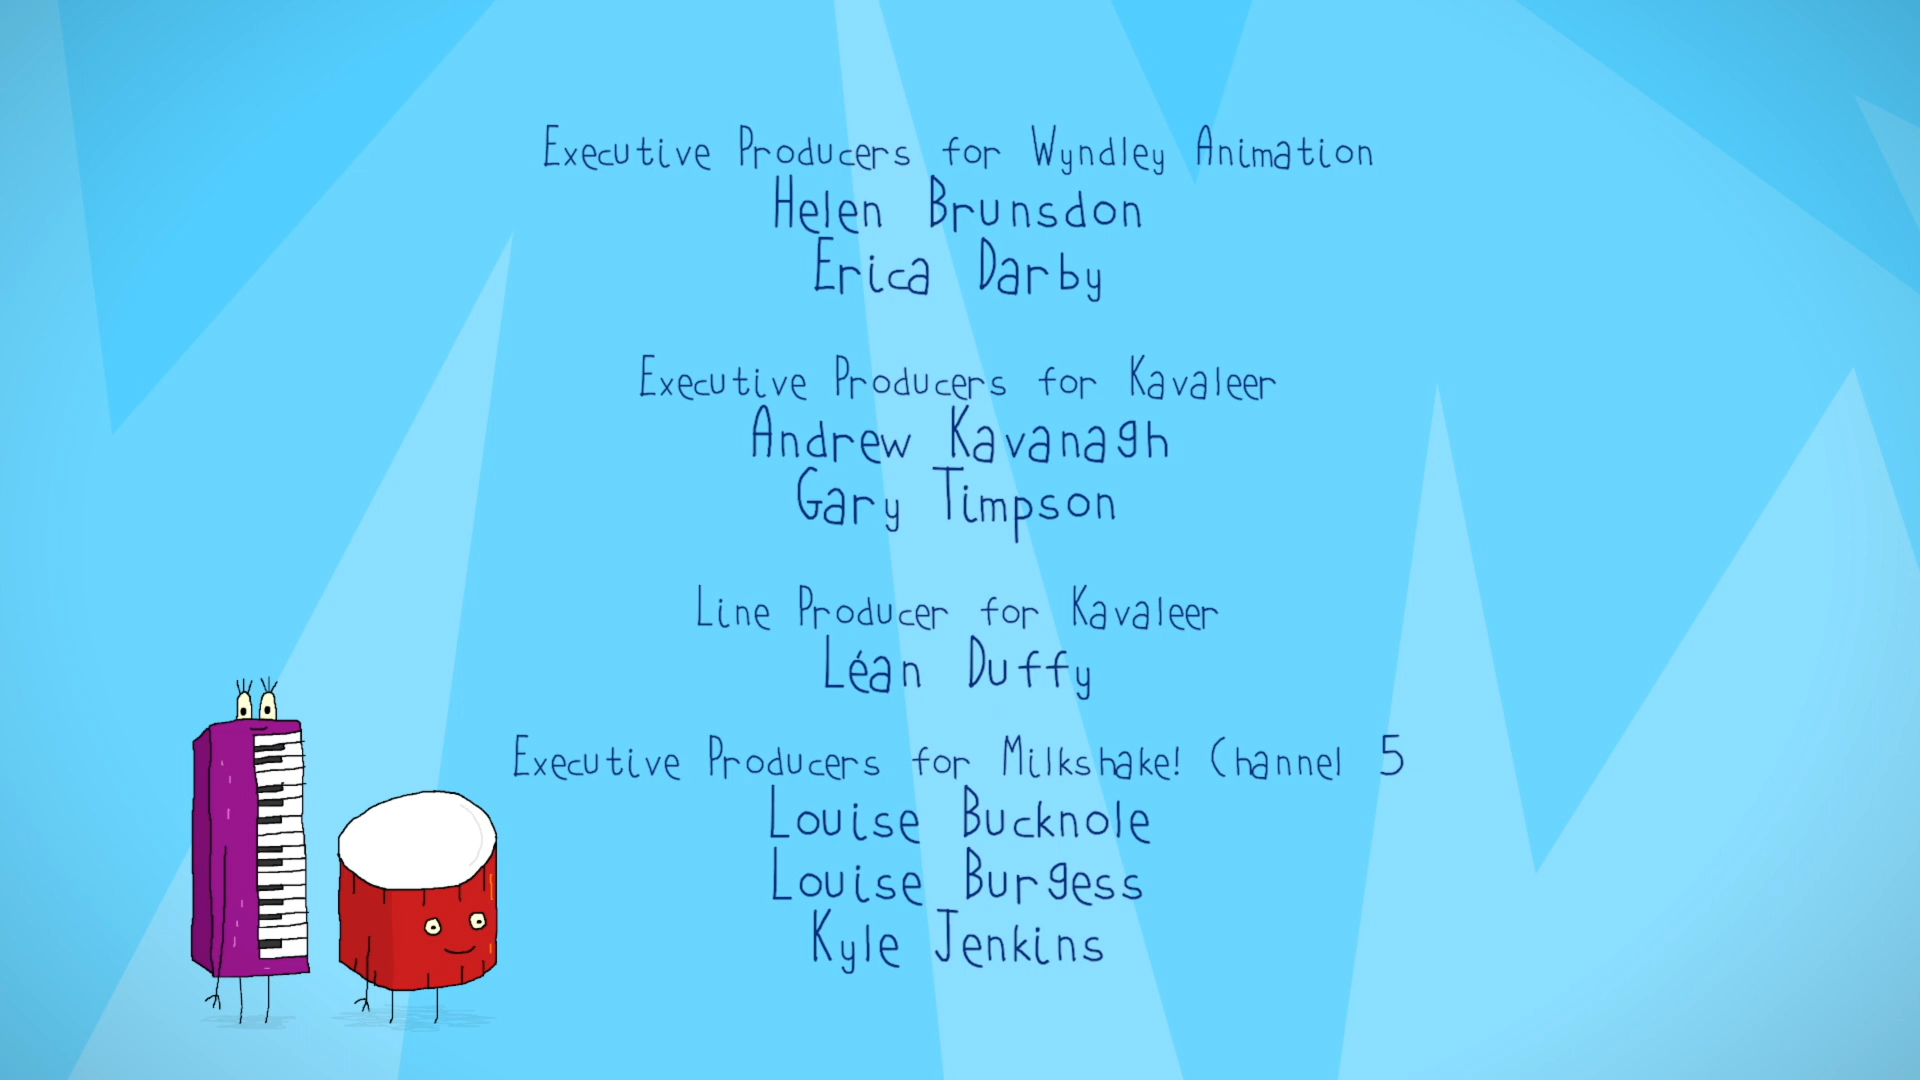 Executive Producers for Wyndley Animation
Helen Brunsdon
Erica Darby
Executive Producers for Kavaleer
Andrew Kavanagh
Gary Timpson
Line Producer for Kavaleer
Léan Duffy
Executive Producers for Milkshake! Channel 5
Louise Bucknole
Louise Burgess
Kyle Jenkins